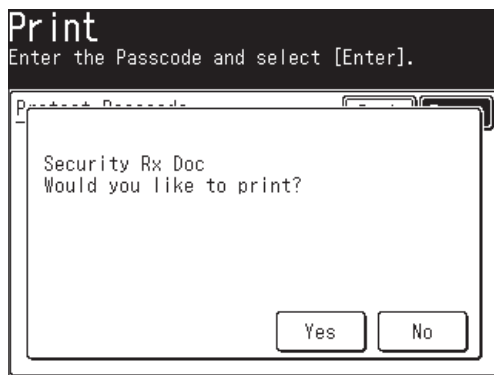 Print
Enter the Passcode and select [Enter].
Security Rx Doc
Would you like to print?
Yes
No